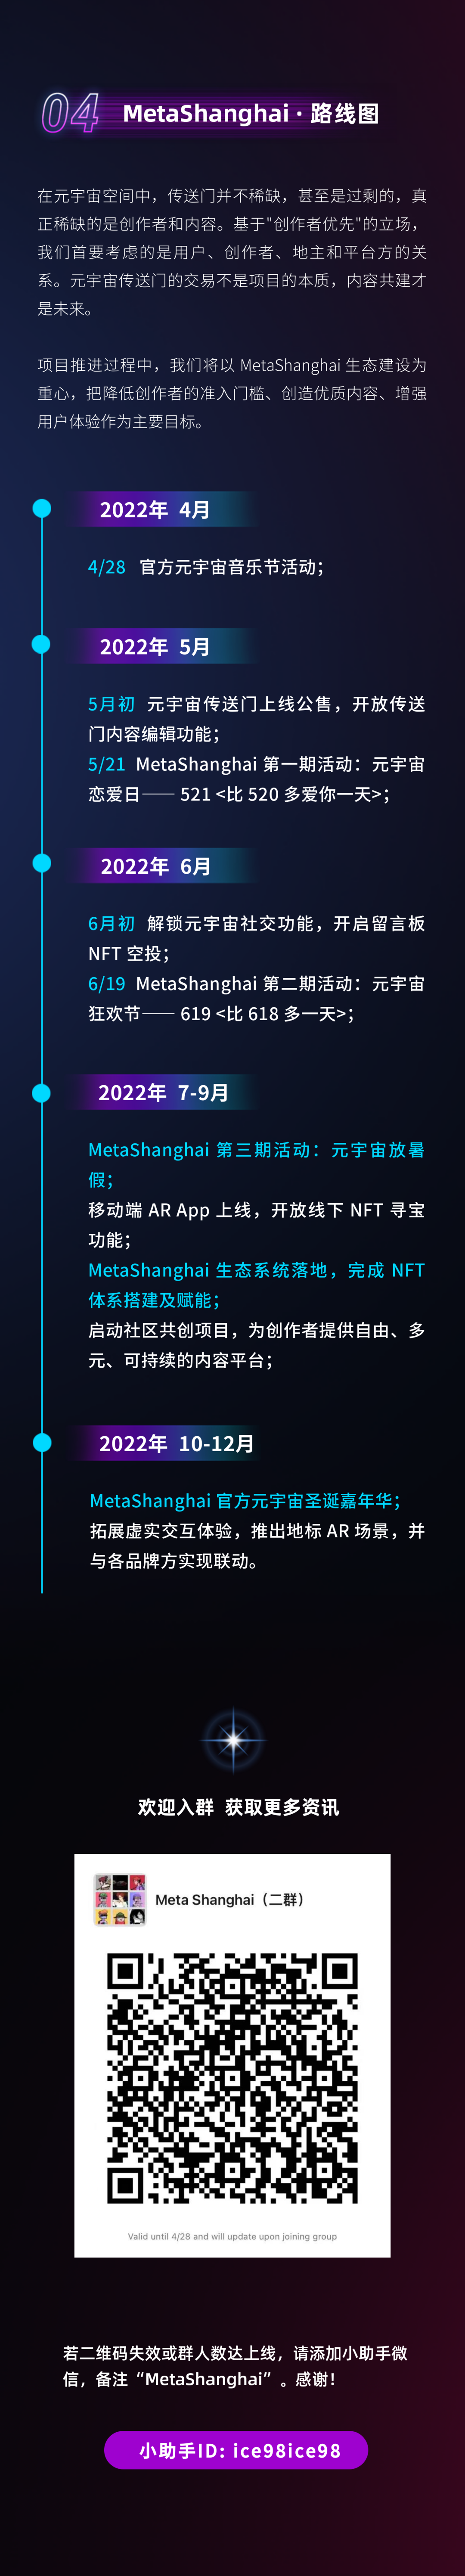 04 MetaShanghai · 路线图
在元宇宙空间中，传送门并不稀缺，甚至是过剩的，真
正稀缺的是创作者和内容。基于"创作者优先"的立场，
我们首要考虑的是用户、创作者、地主和平台方的关
系。元宇宙传送门的交易不是项目的本质，内容共建才
是未来。
项目推进过程中，我们将以 MetaShanghai 生态建设为
重心，把降低创作者的准入门槛、创造优质内容、增强
用户体验作为主要目标。
2022年 4月
4/28 官方元宇宙音乐节活动；
2022年 5月
5月初 元宇宙传送门上线公售，开放传送
门内容编辑功能；
5/21 MetaShanghai 第一期活动：元宇宙
恋爱日—— 521 <比 520 多爱你一天>；
2022年 6月
6月初 解锁元宇宙社交功能，开启留言板
NFT 空投；
6/19 MetaShanghai 第二期活动：元宇宙
狂欢节—— 619 <比 618 多一天>；
2022年 7-9月
MetaShanghai 第三期活动：元宇宙放暑
假；
移动端 AR App 上线，开放线下 NFT 寻宝
功能；
MetaShanghai 生态系统落地，完成 NFT
体系搭建及赋能；
启动社区共创项目，为创作者提供自由、多
元、可持续的内容平台；
2022年 10-12月
MetaShanghai 官方元宇宙圣诞嘉年华；
拓展虚实交互体验，推出地标 AR 场景，并
与各品牌方实现联动。
欢迎入群 获取更多资讯
Meta Shanghai（二群）
Valid until 4/28 and will update upon joining group
若二维码失效或群人数达上线，请添加小助手微
信，备注“MetaShanghai”。感谢！
小助手ID: ice98ice98